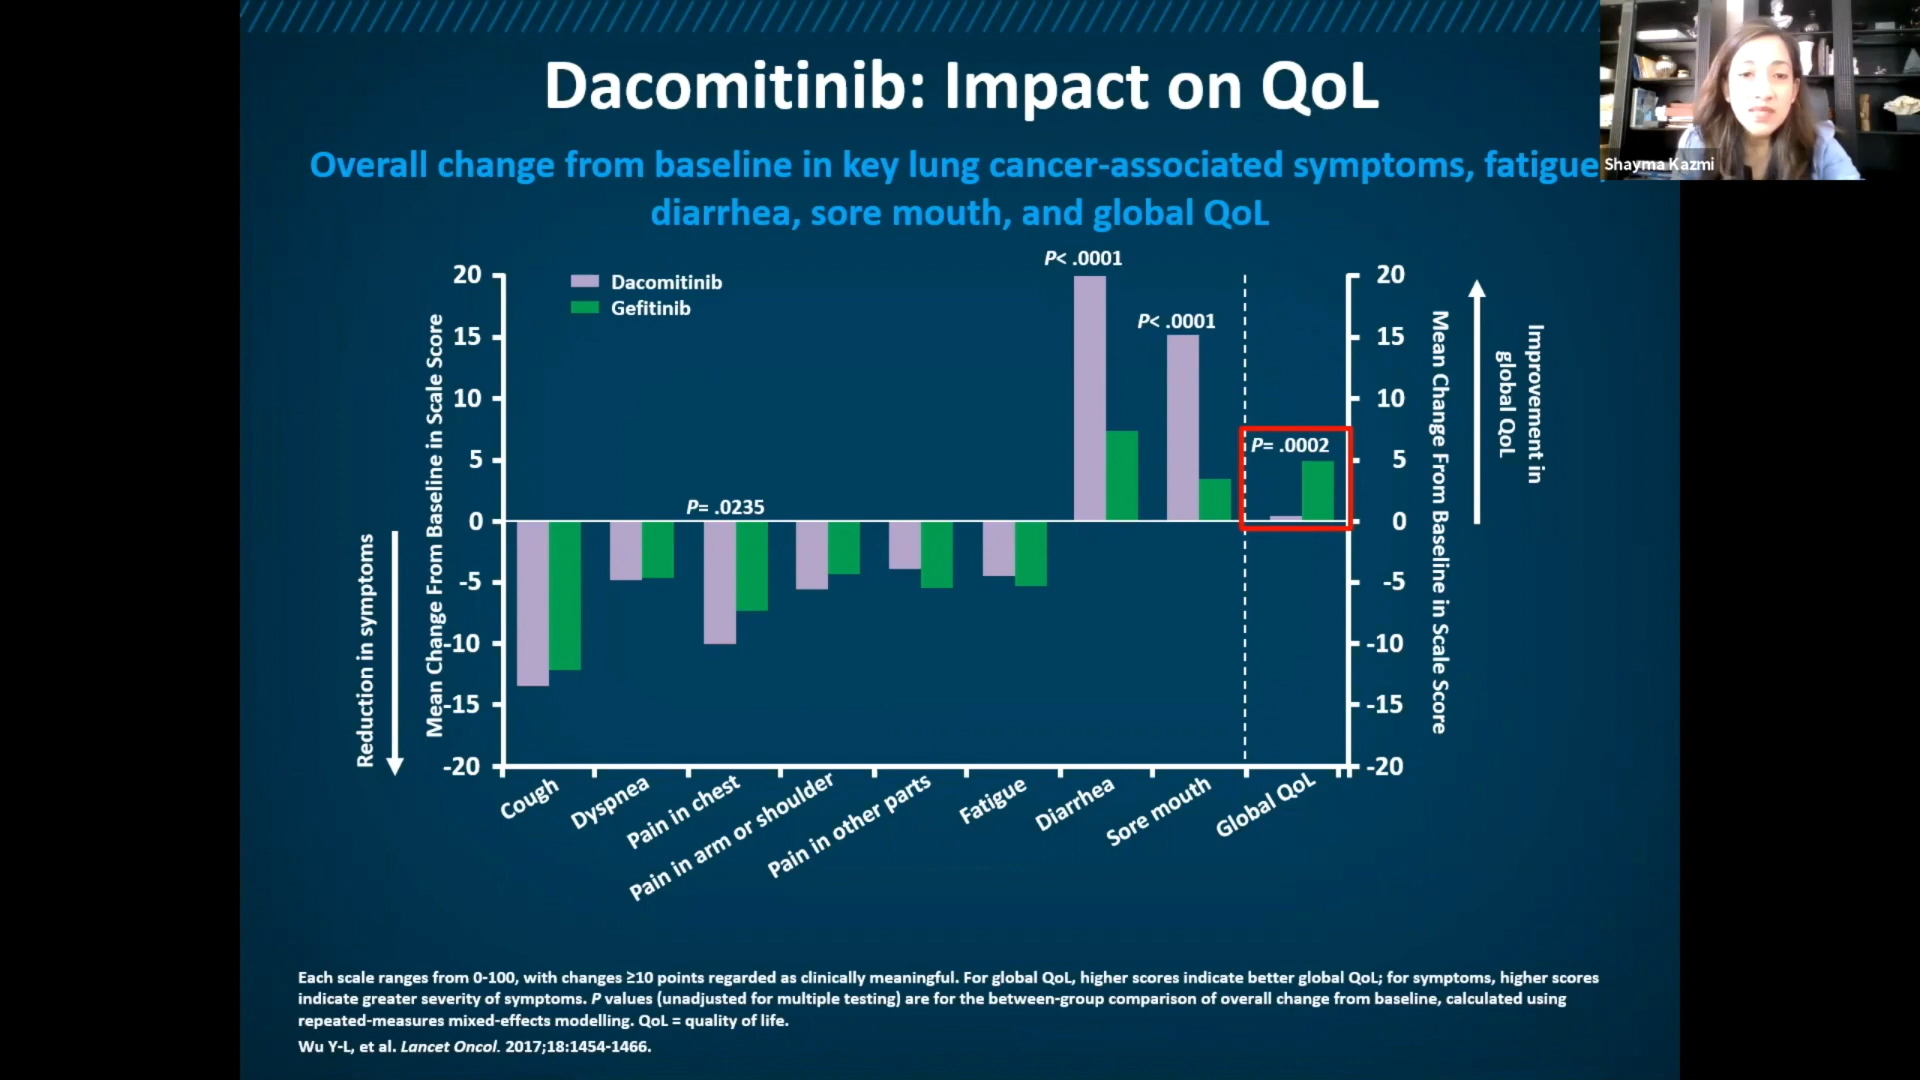 Dacomitinib: Impact on QoL
Shayma Kazmi
Overall change from baseline in key lung cancer-associated symptoms, fatigue,
diarrhea, sore mouth, and global QoL
Dacomitinib
Gefitinib
P< .0001
P< .0001
P= .0002
P= .0235
20
15
10
5
0
-5
-10
-15
-20
Mean Change From Baseline in Scale Score
Reduction in symptoms
20
15
10
5
0
-5
-10
-15
-20
Mean Change From Baseline in Scale Score
Improvement in
global QoL
Cough
Dyspnea
Pain in chest
Pain in arm or shoulder
Pain in other parts
Fatigue
Diarrhea
Sore mouth
Global QoL
Each scale ranges from 0-100, with changes ≥10 points regarded as clinically meaningful. For global QoL, higher scores indicate better global QoL; for symptoms, higher scores
indicate greater severity of symptoms. P values (unadjusted for multiple testing) are for the between-group comparison of overall change from baseline, calculated using
repeated-measures mixed-effects modelling. QoL = quality of life.
Wu Y-L, et al. Lancet Oncol. 2017;18:1454-1466.